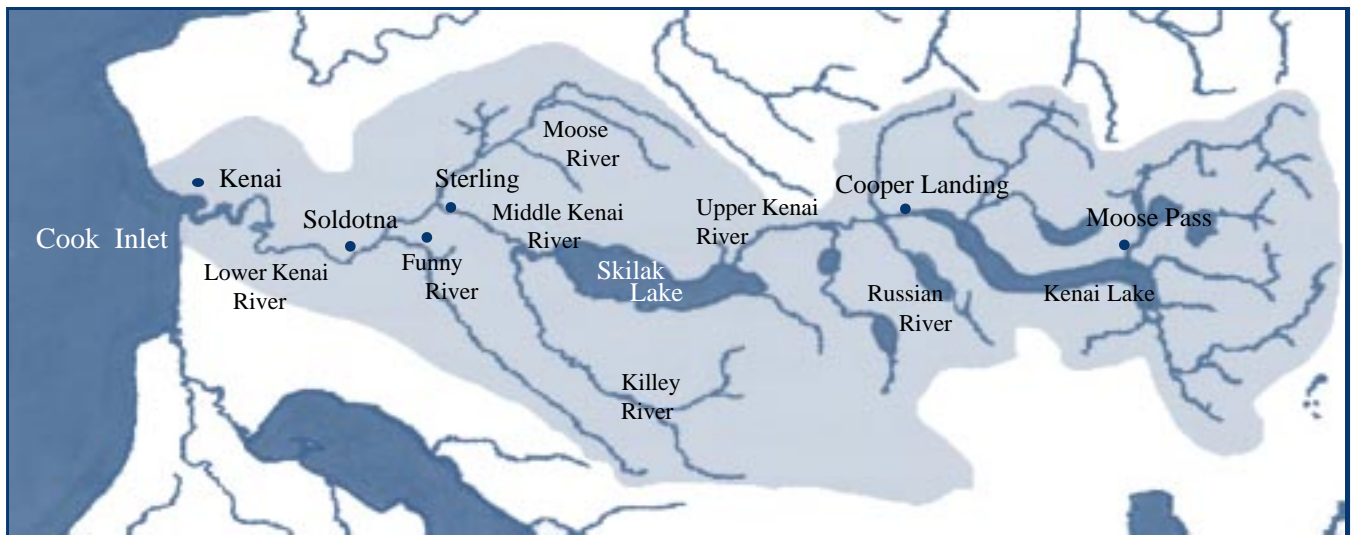 Moose
River
Kenai
Sterling
Cooper Landing
Soldotna
Middle Kenai
River
Upper Kenai
River
Moose Pass
Cook Inlet
Lower Kenai
River
Funny
River
Skilak
Lake
Russian
River
Kenai Lake
Killey
River